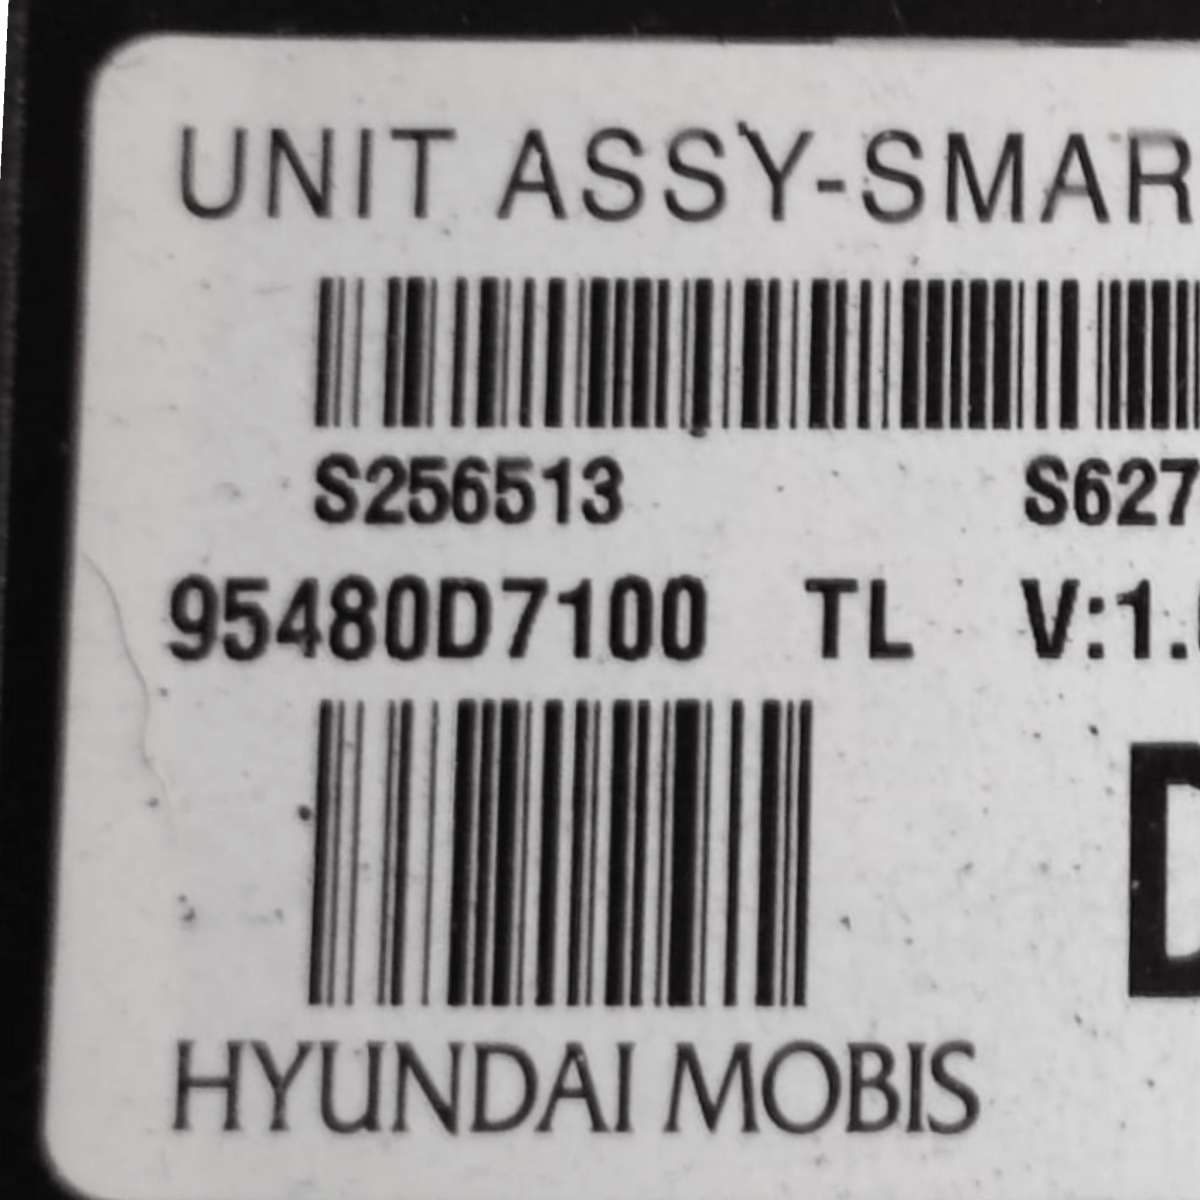 UNIT ASSY-SMAR
S256513 S627
95480D7100 TL V:1.
D
HYUNDAI MOBIS